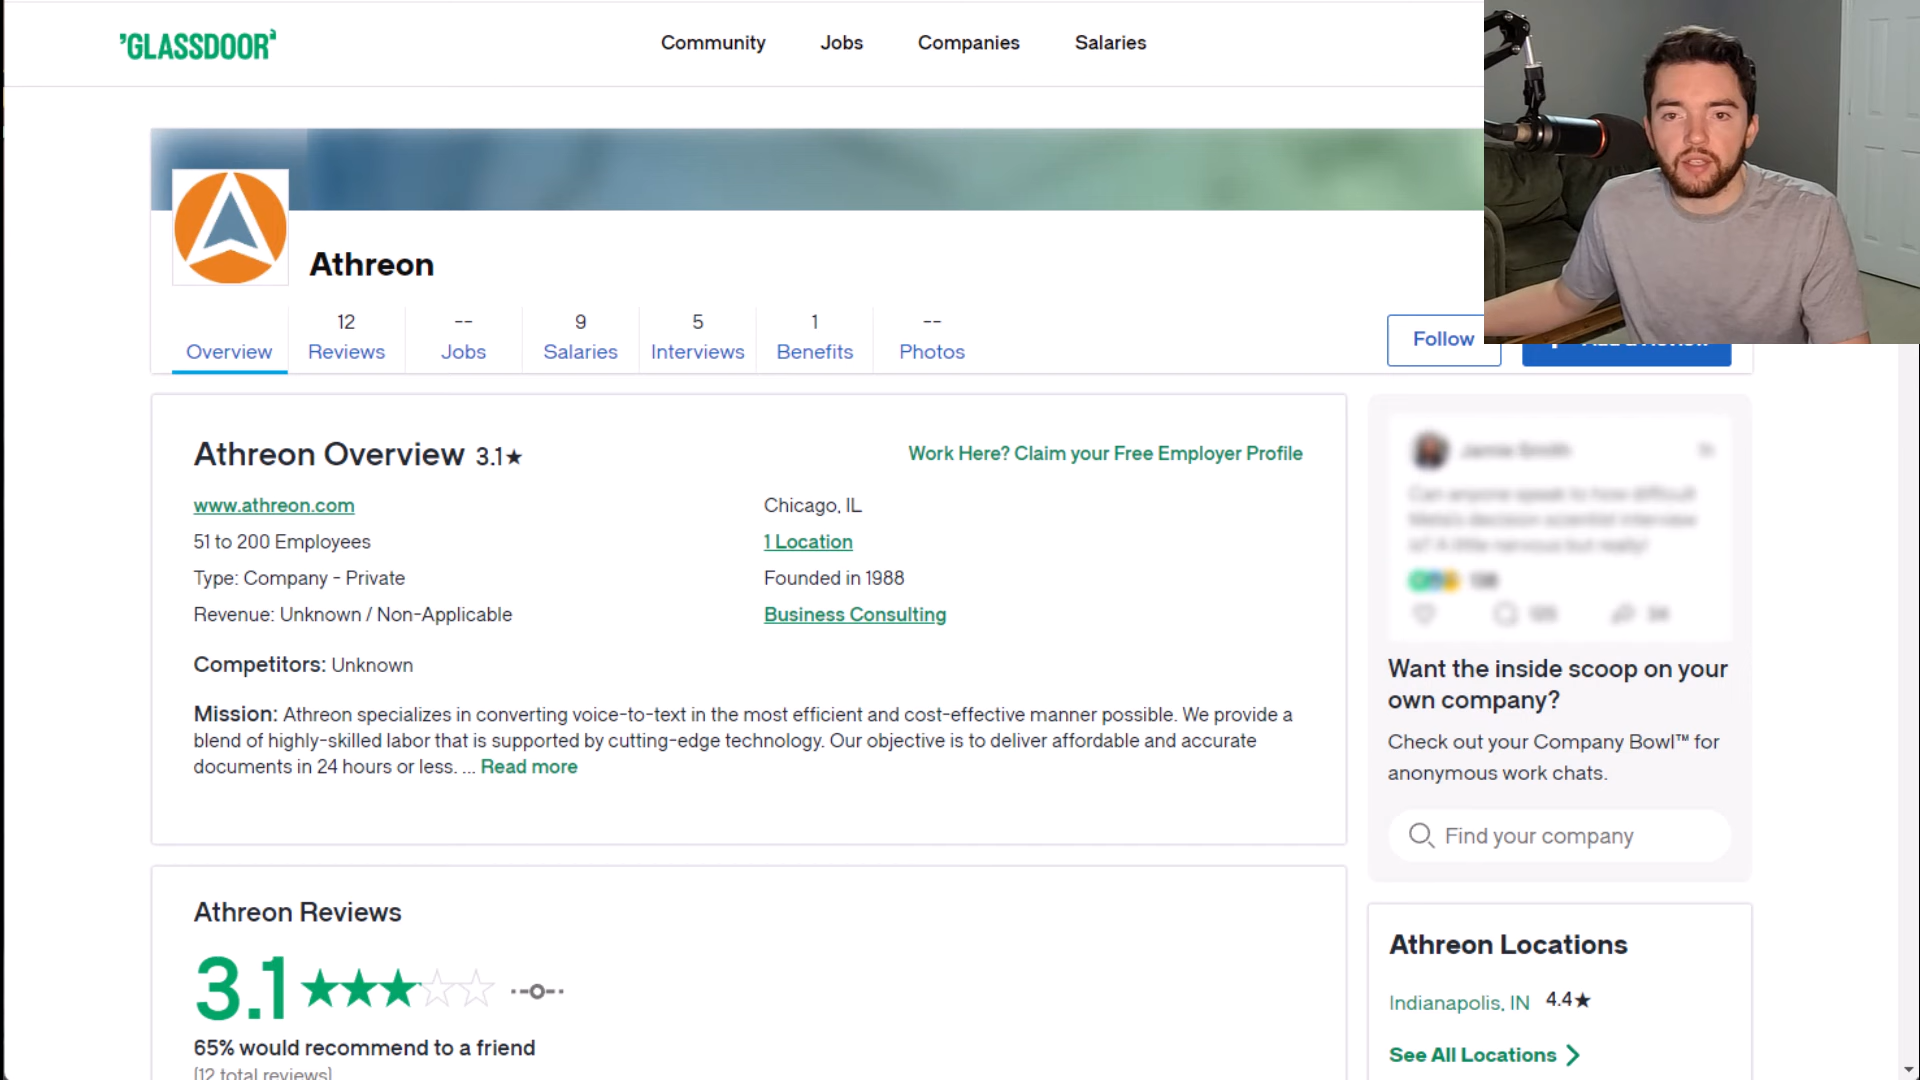 GLASSDOOR
Community Jobs Companies Salaries
Athreon
12 -- 9 5 1 --
Overview Reviews Jobs Salaries Interviews Benefits Photos
Follow
Athreon Overview 3.1★
Work Here? Claim your Free Employer Profile
www.athreon.com
Chicago, IL
51 to 200 Employees
1 Location
Type: Company - Private
Founded in 1988
Revenue: Unknown / Non-Applicable
Business Consulting
Competitors: Unknown
Mission: Athreon specializes in converting voice-to-text in the most efficient and cost-effective manner possible. We provide a
blend of highly-skilled labor that is supported by cutting-edge technology. Our objective is to deliver affordable and accurate
documents in 24 hours or less. ... Read more
Athreon Reviews
3.1
65% would recommend to a friend
(12 total reviews)
Want the inside scoop on your
own company?
Check out your Company Bowl™ for
anonymous work chats.
Find your company
Athreon Locations
Indianapolis, IN 4.4★
See All Locations